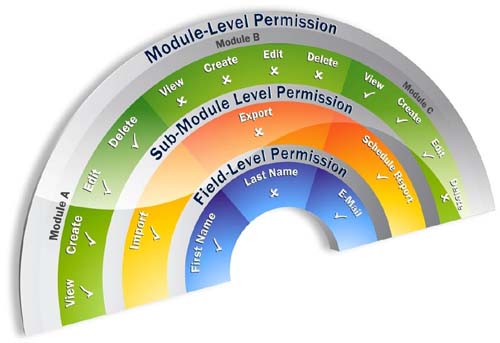 Module-Level Permission
Module A
View
Create
Edit
Delete
Module B
View
Create
Edit
Delete
Module C
View
Create
Edit
Delete
Sub-Module Level Permission
Import
Export
Schedule Report
Field-Level Permission
First Name
Last Name
E-Mail